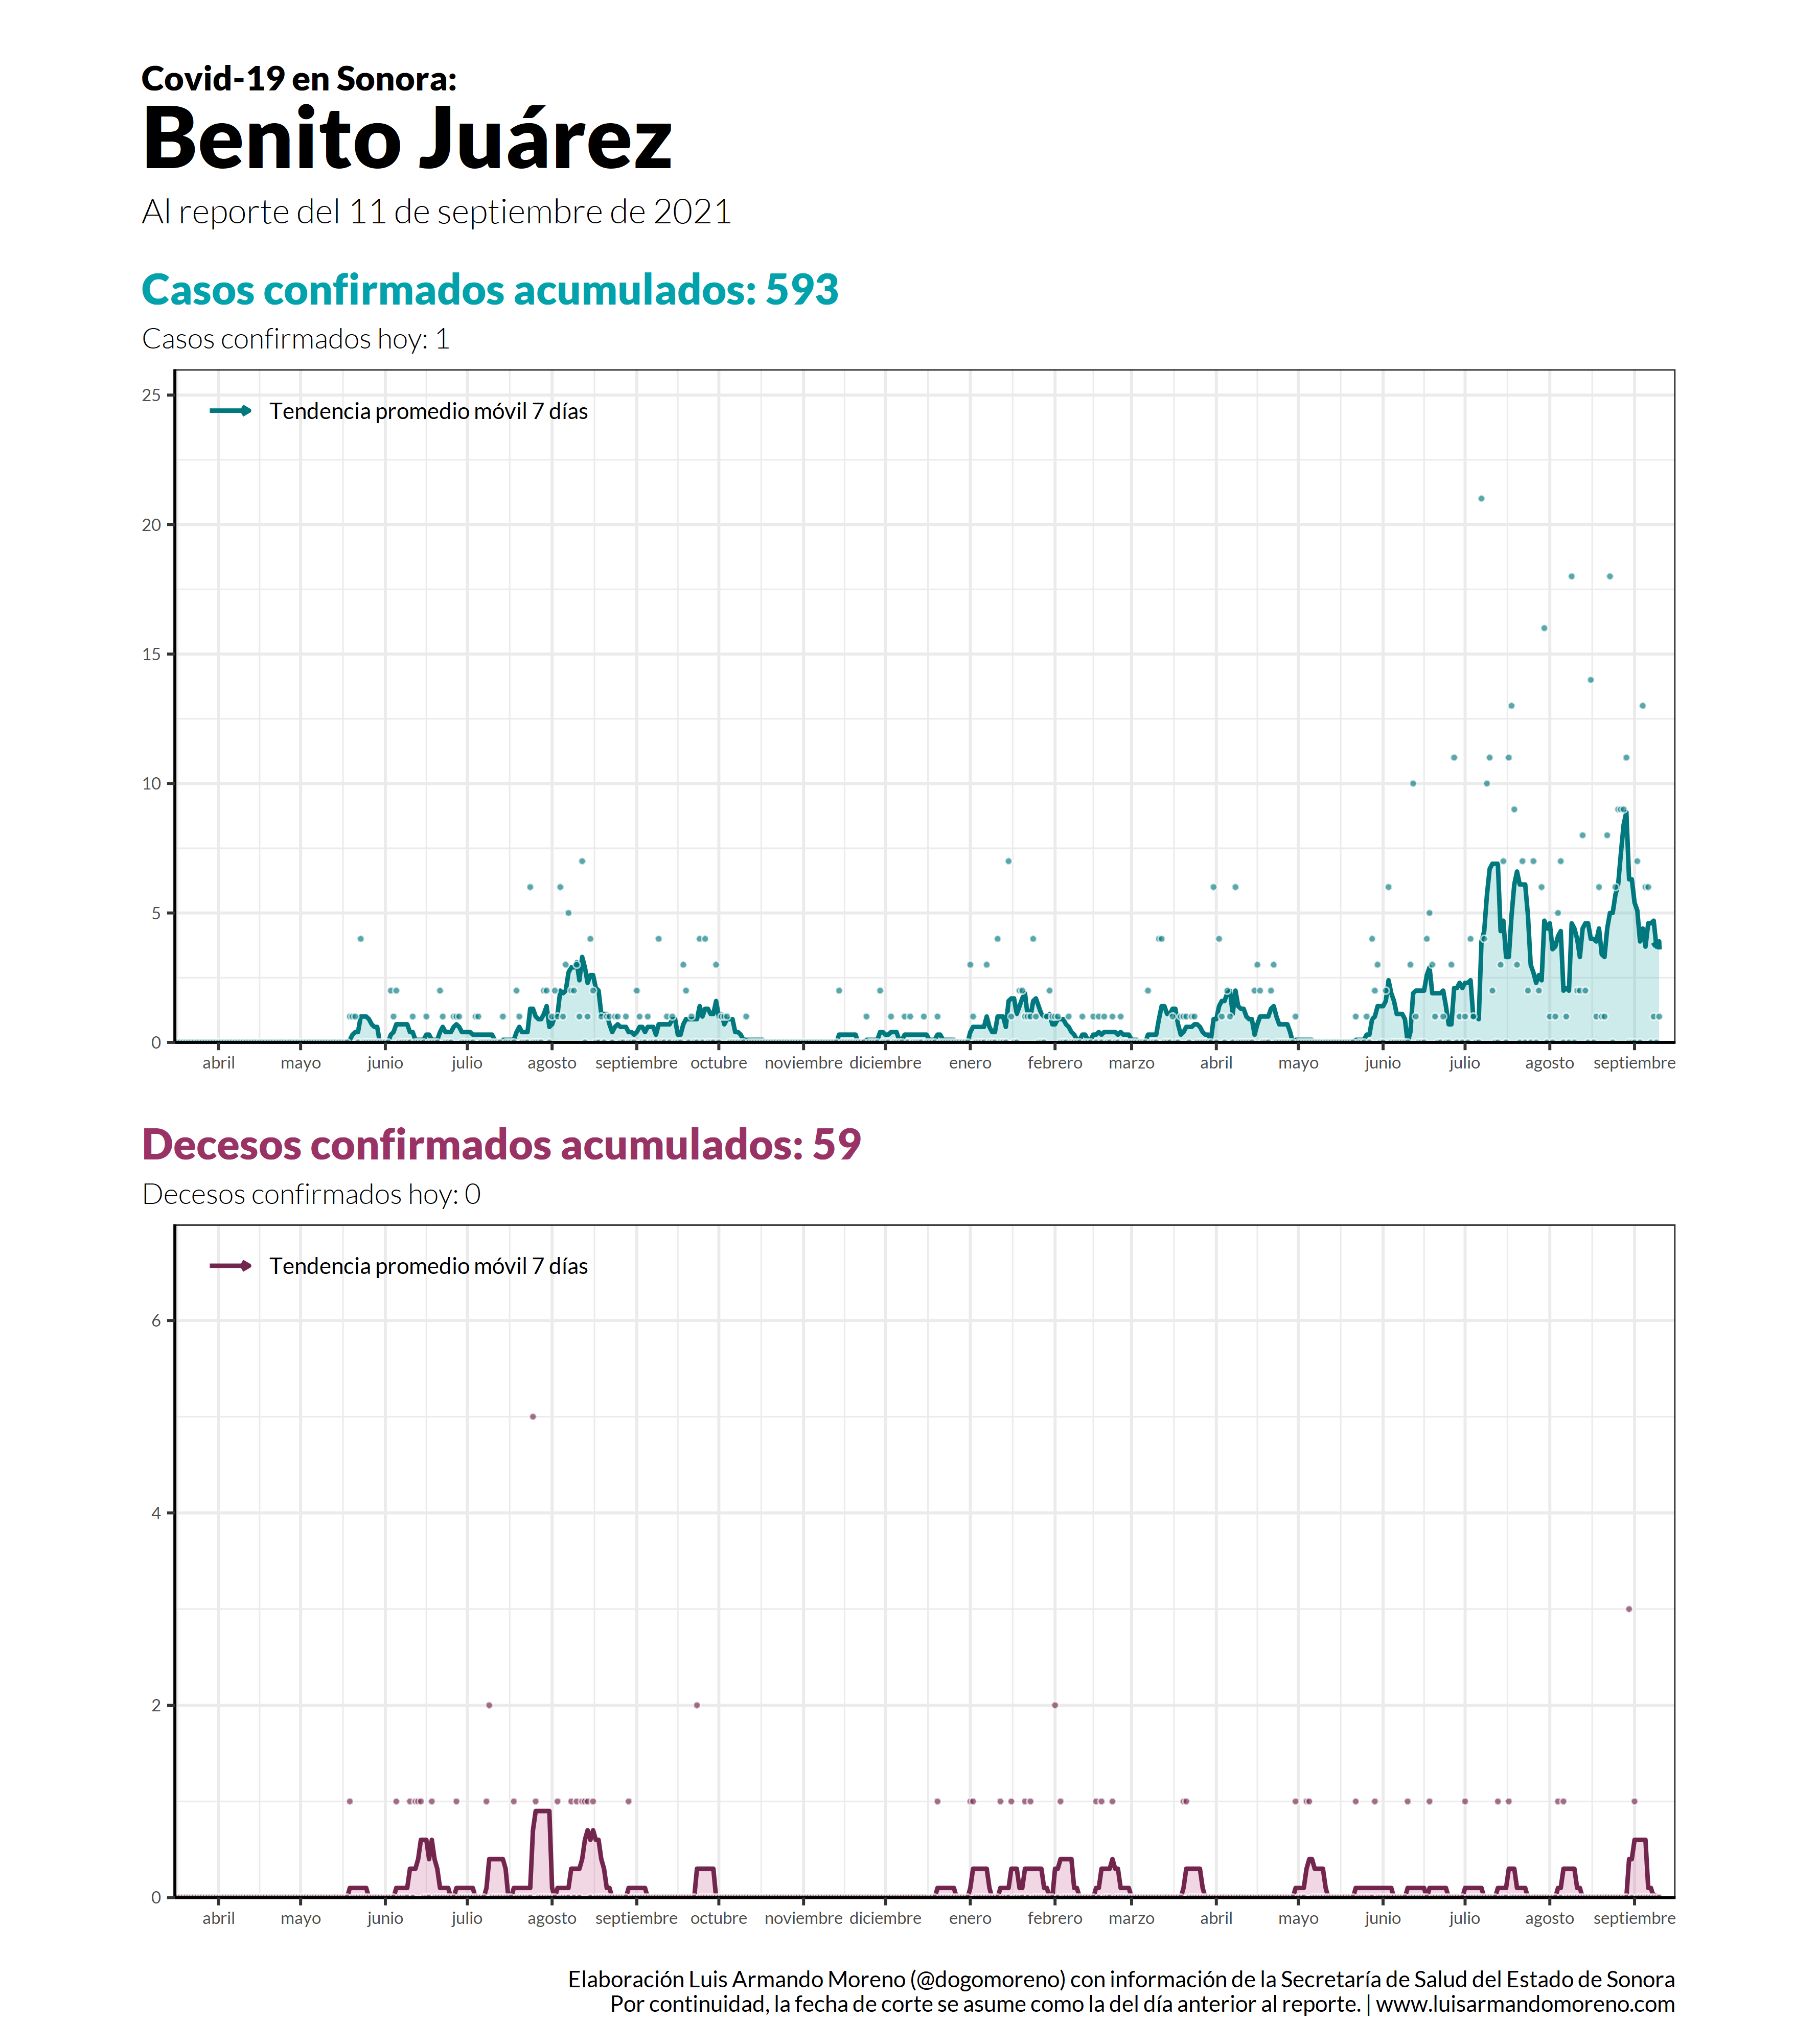 Covid-19 en Sonora:
Benito Juárez
Al reporte del 11 de septiembre de 2021
Casos confirmados acumulados: 593
Casos confirmados hoy: 1
Tendencia promedio móvil 7 días
25
20
15
10
5
0
abril mayo junio julio agosto septiembre octubre noviembre diciembre enero febrero marzo abril mayo junio julio agosto septiembre
Decesos confirmados acumulados: 59
Decesos confirmados hoy: 0
Tendencia promedio móvil 7 días
6
4
2
0
abril mayo junio julio agosto septiembre octubre noviembre diciembre enero febrero marzo abril mayo junio julio agosto septiembre
Elaboración Luis Armando Moreno (@dogomoreno) con información de la Secretaría de Salud del Estado de Sonora
Por continuidad, la fecha de corte se asume como la del día anterior al reporte. | www.luisarmandomoreno.com